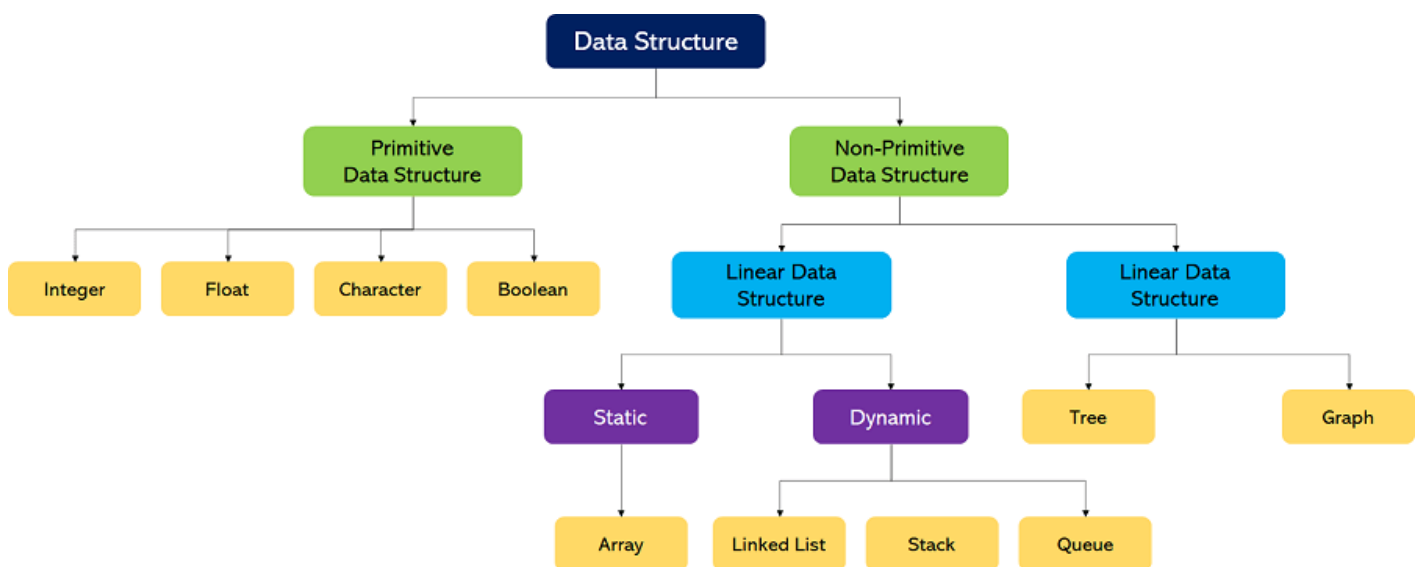 Data Structure
Primitive
Data Structure
Non-Primitive
Data Structure
Integer
Float
Character
Boolean
Linear Data
Structure
Linear Data
Structure
Static
Dynamic
Tree
Graph
Array
Linked List
Stack
Queue